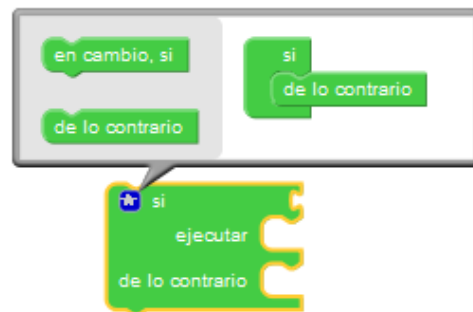 en cambio, si
de lo contrario
si
de lo contrario
si
ejecutar
de lo contrario